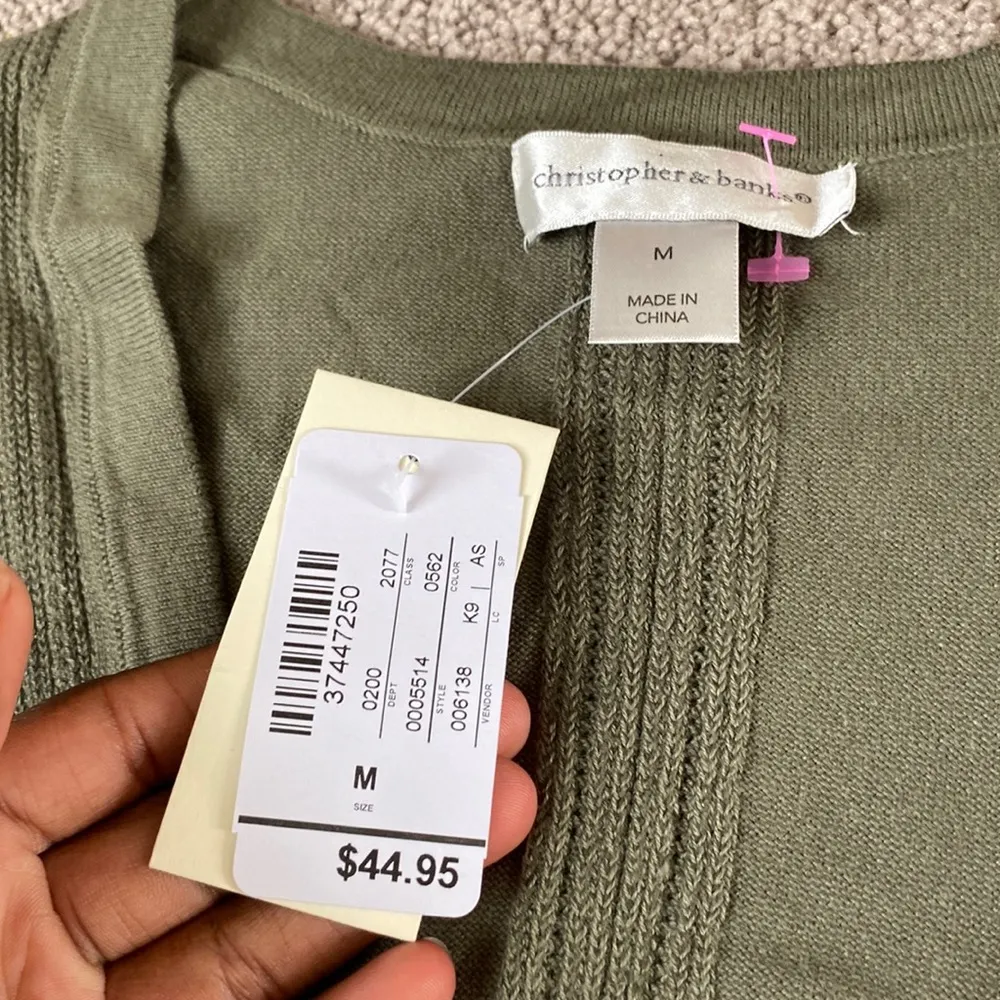 christopher & banks®
M
MADE IN
CHINA
37447250
0200 2077
DEPT CLASS
0005514 0562
STYLE COLOR
006138 K9 | AS
VENDOR LC SP
M
SIZE
$44.95